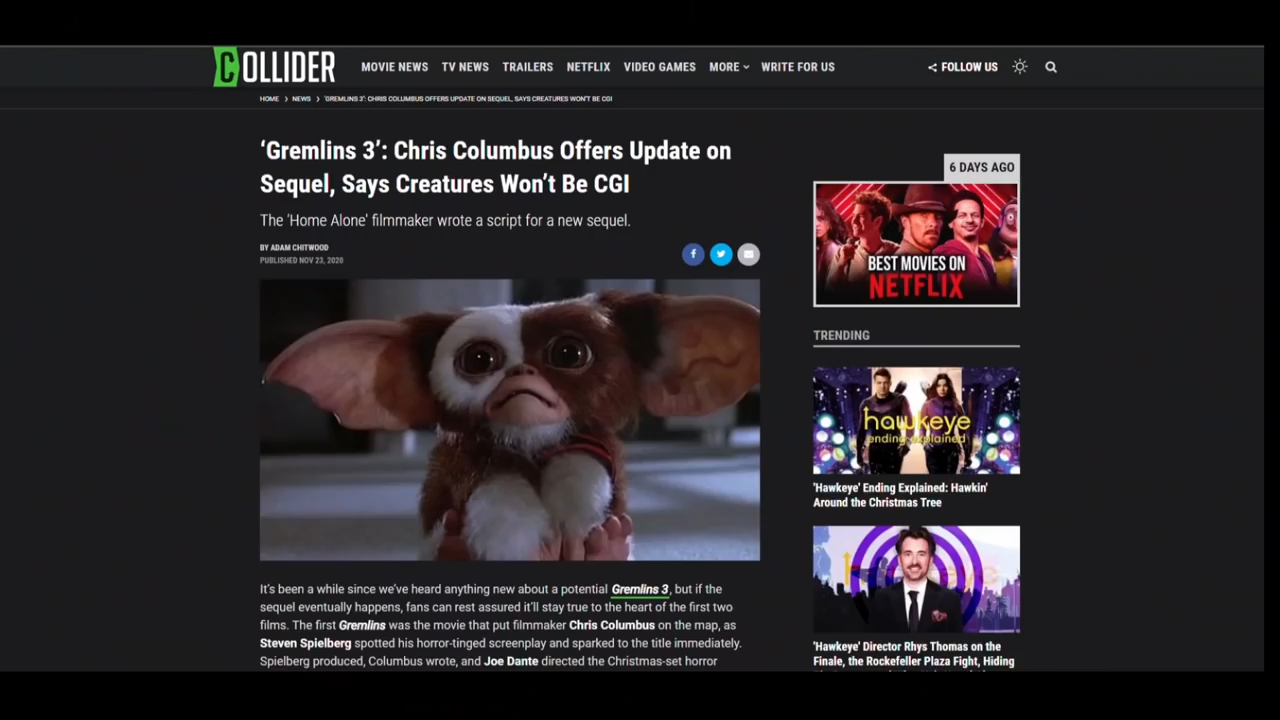 COLLIDER
MOVIE NEWS TV NEWS TRAILERS NETFLIX VIDEO GAMES MORE WRITE FOR US FOLLOW US
HOME > NEWS > 'GREMLINS 3': CHRIS COLUMBUS OFFERS UPDATE ON SEQUEL, SAYS CREATURES WON'T BE CGI
‘Gremlins 3’: Chris Columbus Offers Update on
Sequel, Says Creatures Won’t Be CGI
The 'Home Alone' filmmaker wrote a script for a new sequel.
BY ADAM CHITWOOD
PUBLISHED NOV 23, 2020
It’s been a while since we’ve heard anything new about a potential Gremlins 3, but if the
sequel eventually happens, fans can rest assured it’ll stay true to the heart of the first two
films. The first Gremlins was the movie that put filmmaker Chris Columbus on the map, as
Steven Spielberg spotted his horror-tinged screenplay and sparked to the title immediately.
Spielberg produced, Columbus wrote, and Joe Dante directed the Christmas-set horror
6 DAYS AGO
BEST MOVIES ON
NETFLIX
TRENDING
hawkeye
ending explained
'Hawkeye' Ending Explained: Hawkin'
Around the Christmas Tree
'Hawkeye' Director Rhys Thomas on the
Finale, the Rockefeller Plaza Fight, Hiding